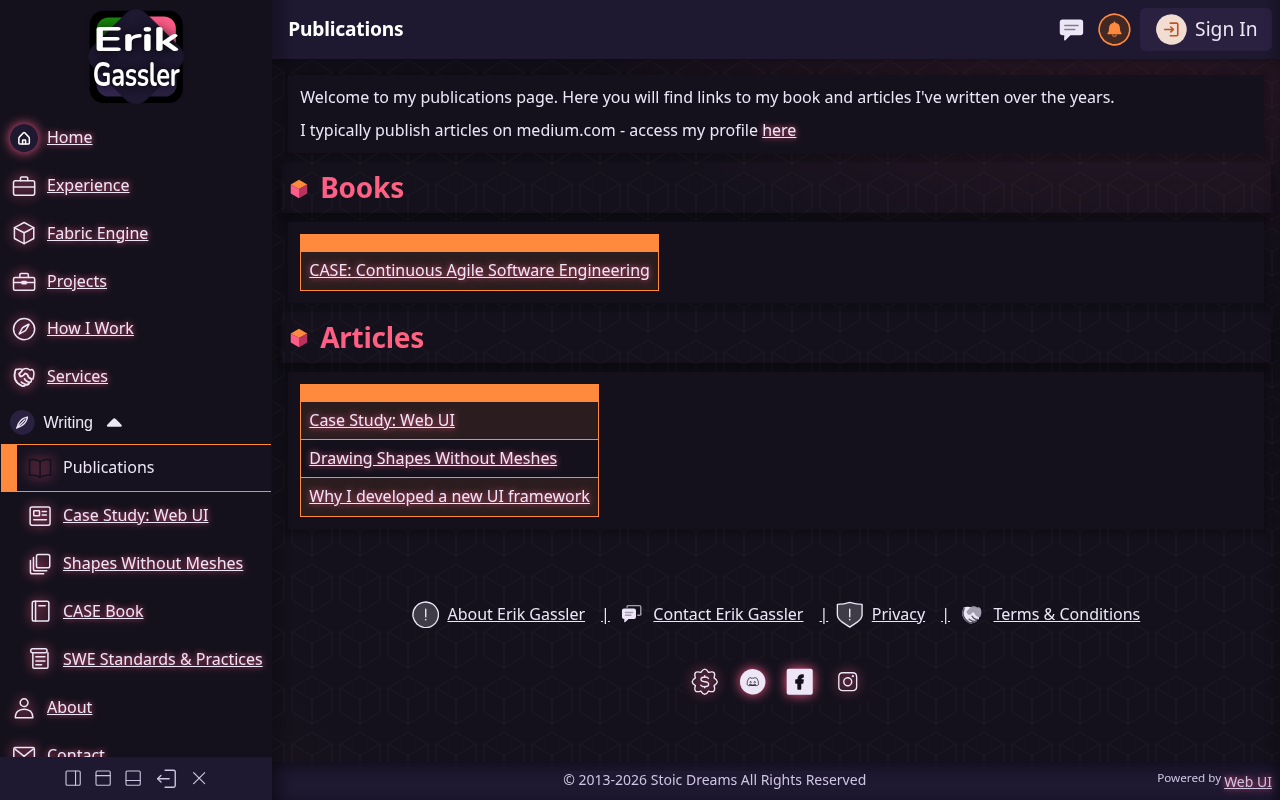 Erik
Gassler
Home
Experience
Fabric Engine
Projects
How I Work
Services
Writing
Publications
Case Study: Web UI
Shapes Without Meshes
CASE Book
SWE Standards & Practices
About
Contact
Publications
Sign In
Welcome to my publications page. Here you will find links to my book and articles I've written over the years.
I typically publish articles on medium.com - access my profile here
Books
CASE: Continuous Agile Software Engineering
Articles
Case Study: Web UI
Drawing Shapes Without Meshes
Why I developed a new UI framework
About Erik Gassler | Contact Erik Gassler | Privacy | Terms & Conditions
© 2013-2026 Stoic Dreams All Rights Reserved
Powered by Web UI